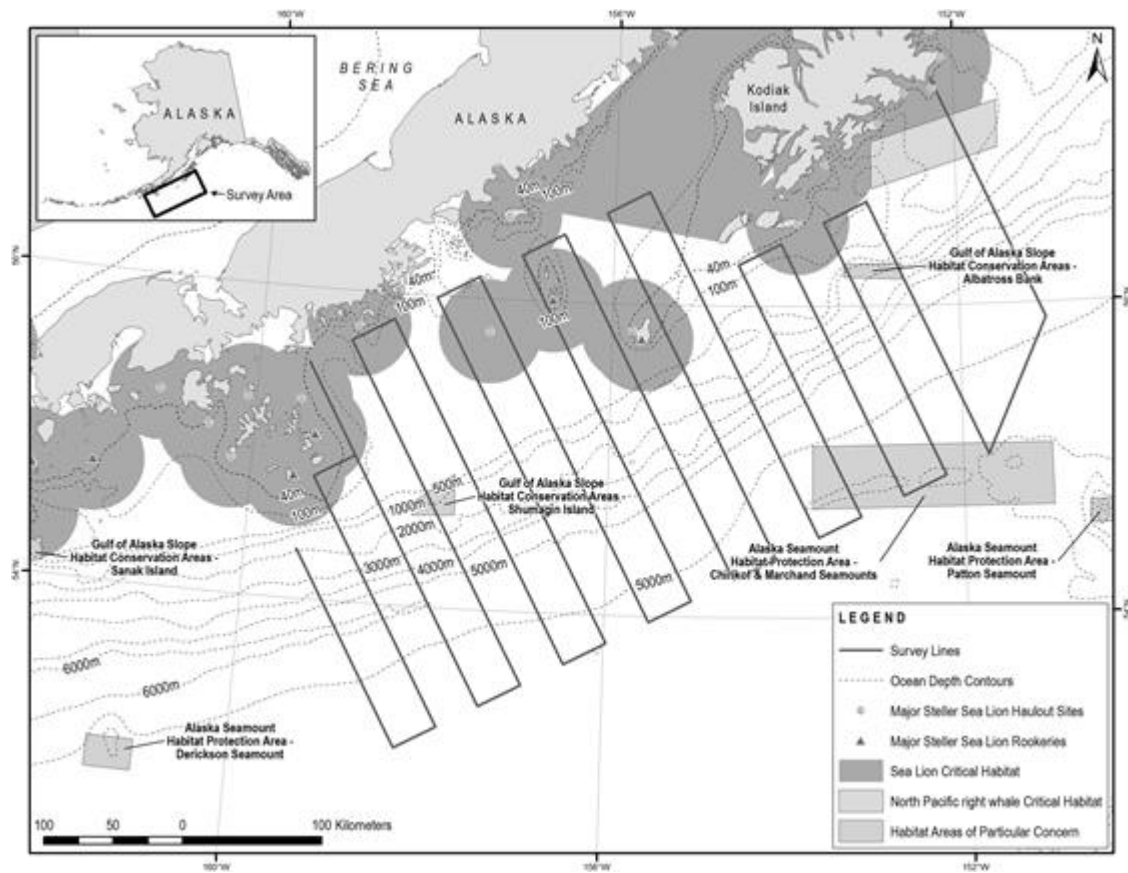 160°W
156°W
152°W
N
BERING
SEA
ALASKA
Survey Area
ALASKA
Kodiak
Island
40m
100m
40m
100m
100m
40m
100m
Gulf of Alaska Slope
Habitat Conservation Areas -
Albatross Bank
40m
100m
500m
1000m
2000m
3000m
4000m
5000m
5000m
6000m
6000m
Gulf of Alaska Slope
Habitat Conservation Areas -
Shumagin Island
Gulf of Alaska Slope
Habitat Conservation Areas -
Sanak Island
54°N
Alaska Seamount
Habitat Protection Area -
Chirikof & Marchand Seamounts
Alaska Seamount
Habitat Protection Area -
Patton Seamount
Alaska Seamount
Habitat Protection Area -
Derickson Seamount
LEGEND
Survey Lines
Ocean Depth Contours
Major Steller Sea Lion Haulout Sites
Major Steller Sea Lion Rookeries
Sea Lion Critical Habitat
North Pacific right whale Critical Habitat
Habitat Areas of Particular Concern
100 50 0 100 Kilometers
160°W
156°W
152°W